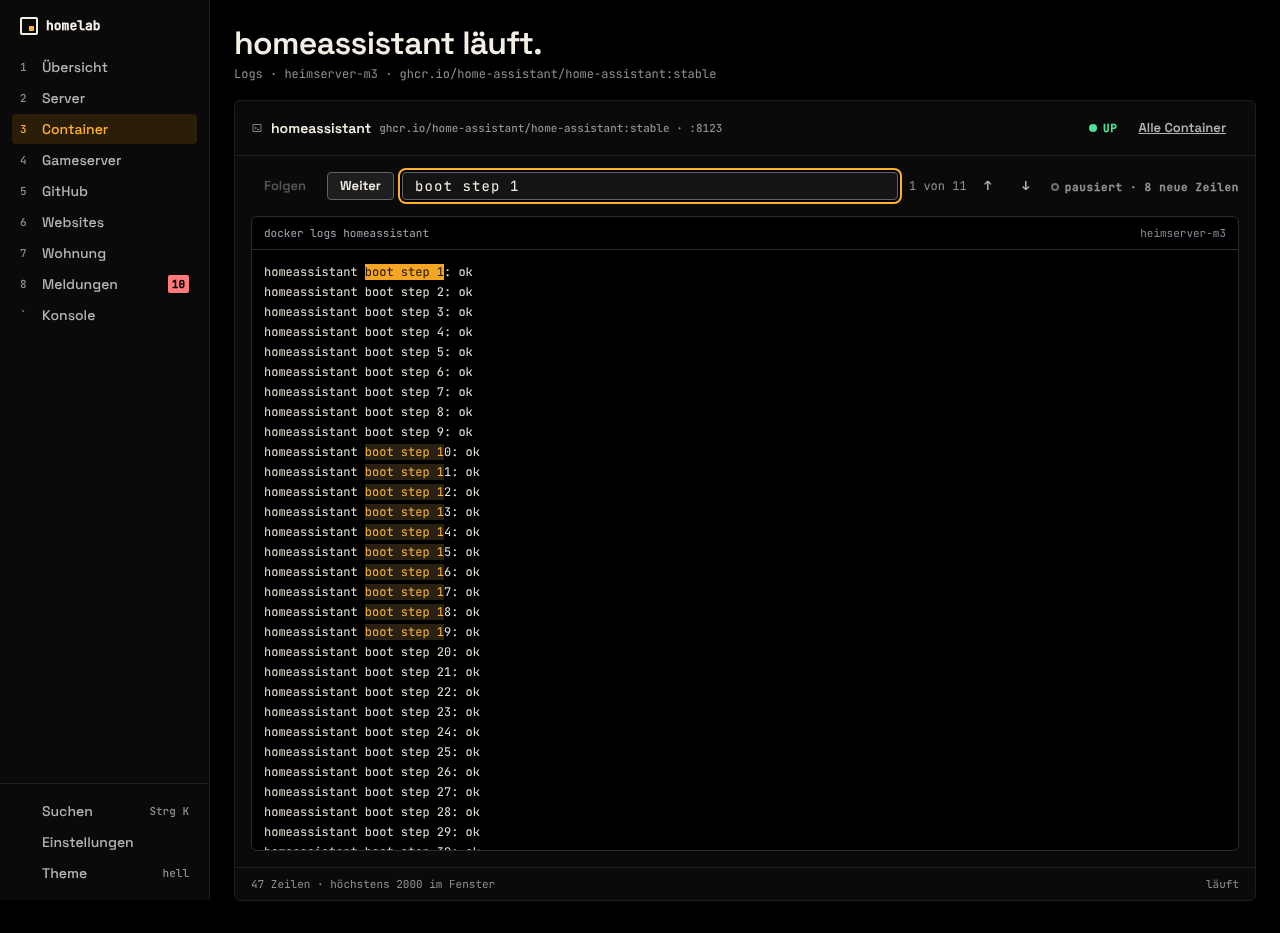 homelab
1 Übersicht
2 Server
3 Container
4 Gameserver
5 GitHub
6 Websites
7 Wohnung
8 Meldungen 10
` Konsole
Suchen Strg K
Einstellungen
Theme hell
homeassistant läuft.
Logs · heimserver-m3 · ghcr.io/home-assistant/home-assistant:stable
homeassistant ghcr.io/home-assistant/home-assistant:stable · :8123 UP Alle Container
Folgen Weiter boot step 1 1 von 11 ↑ ↓ pausiert · 8 neue Zeilen
docker logs homeassistant heimserver-m3
homeassistant boot step 1: ok
homeassistant boot step 2: ok
homeassistant boot step 3: ok
homeassistant boot step 4: ok
homeassistant boot step 5: ok
homeassistant boot step 6: ok
homeassistant boot step 7: ok
homeassistant boot step 8: ok
homeassistant boot step 9: ok
homeassistant boot step 10: ok
homeassistant boot step 11: ok
homeassistant boot step 12: ok
homeassistant boot step 13: ok
homeassistant boot step 14: ok
homeassistant boot step 15: ok
homeassistant boot step 16: ok
homeassistant boot step 17: ok
homeassistant boot step 18: ok
homeassistant boot step 19: ok
homeassistant boot step 20: ok
homeassistant boot step 21: ok
homeassistant boot step 22: ok
homeassistant boot step 23: ok
homeassistant boot step 24: ok
homeassistant boot step 25: ok
homeassistant boot step 26: ok
homeassistant boot step 27: ok
homeassistant boot step 28: ok
homeassistant boot step 29: ok
homeassistant boot step 30: ok
47 Zeilen · höchstens 2000 im Fenster läuft